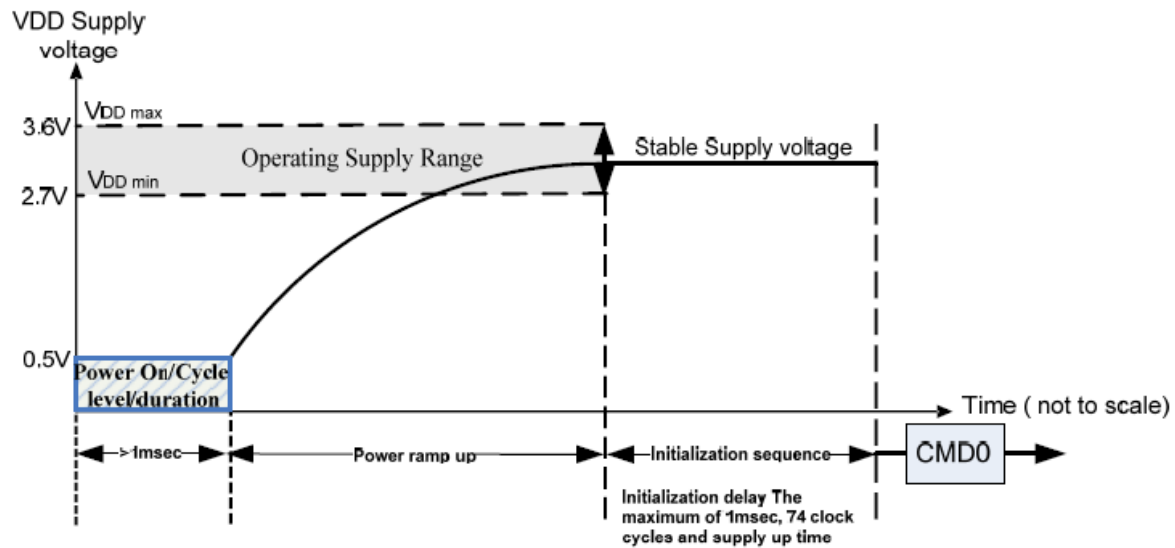 VDD Supply
voltage
VDD max
3.6V
Operating Supply Range
Stable Supply voltage
VDD min
2.7V
0.5V
Power On/Cycle
level/duration
Time ( not to scale)
>1msec
Power ramp up
Initialization sequence
CMD0
Initialization delay The
maximum of 1msec, 74 clock
cycles and supply up time